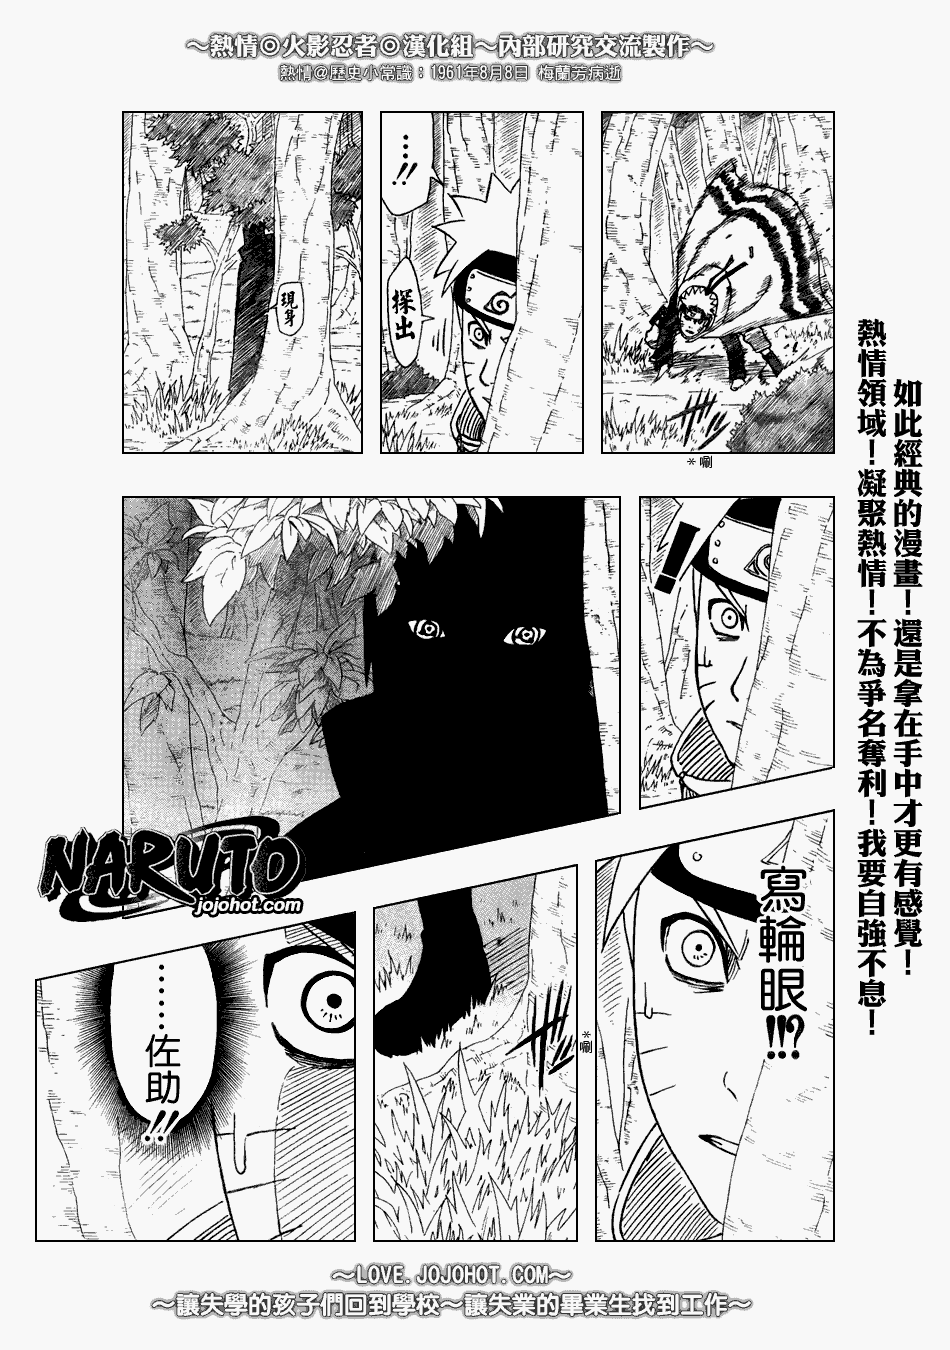 ～熱情◎火影忍者◎漢化組～內部研究交流製作～
熱情@歷史小常識：1961年8月8日 梅蘭芳病逝
＊唰
……!!
探出
現身
!
寫輪眼!!!?
＊唰
……佐助!!!
NARUTO
jojohot.com
如此經典的漫畫！還是拿在手中才更有感覺！
熱情領域！凝聚熱情！不為爭名奪利！我要自強不息！
～LOVE.JOJOHOT.COM～
～讓失學的孩子們回到學校～讓失業的畢業生找到工作～